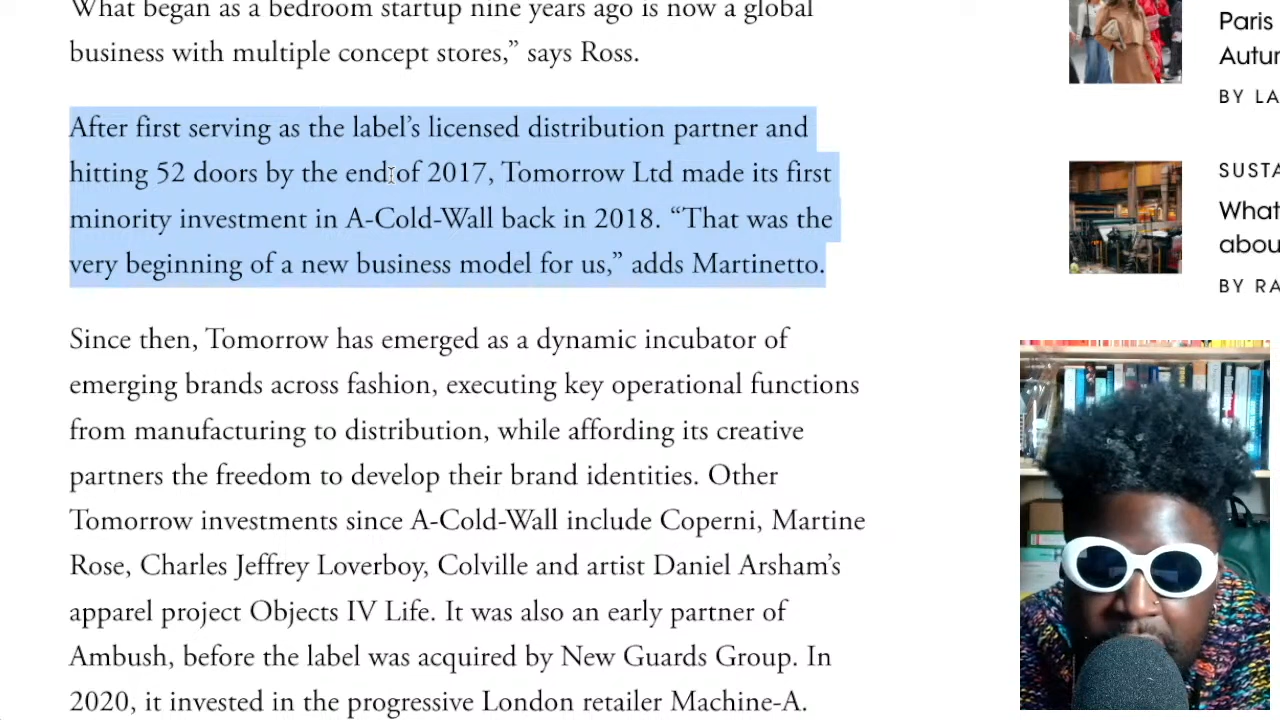 What began as a bedroom startup nine years ago is now a global
business with multiple concept stores,” says Ross.
After first serving as the label’s licensed distribution partner and
hitting 52 doors by the end of 2017, Tomorrow Ltd made its first
minority investment in A-Cold-Wall back in 2018. “That was the
very beginning of a new business model for us,” adds Martinetto.
Since then, Tomorrow has emerged as a dynamic incubator of
emerging brands across fashion, executing key operational functions
from manufacturing to distribution, while affording its creative
partners the freedom to develop their brand identities. Other
Tomorrow investments since A-Cold-Wall include Coperni, Martine
Rose, Charles Jeffrey Loverboy, Colville and artist Daniel Arsham’s
apparel project Objects IV Life. It was also an early partner of
Ambush, before the label was acquired by New Guards Group. In
2020, it invested in the progressive London retailer Machine-A.
Paris
Autur
BY LA
SUSTA
What
abou
BY RA